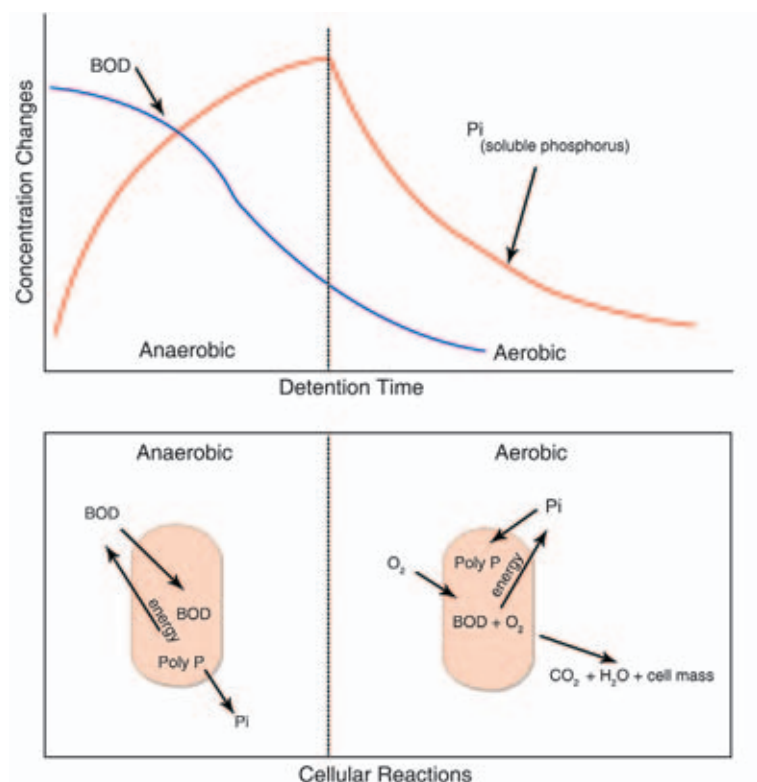 BOD
Pi
(soluble phosphorus)
Concentration Changes
Anaerobic
Aerobic
Detention Time
Anaerobic
Aerobic
BOD
energy
BOD
Poly P
Pi
Pi
O₂
Poly P
energy
BOD + O₂
CO₂ + H₂O + cell mass
Cellular Reactions